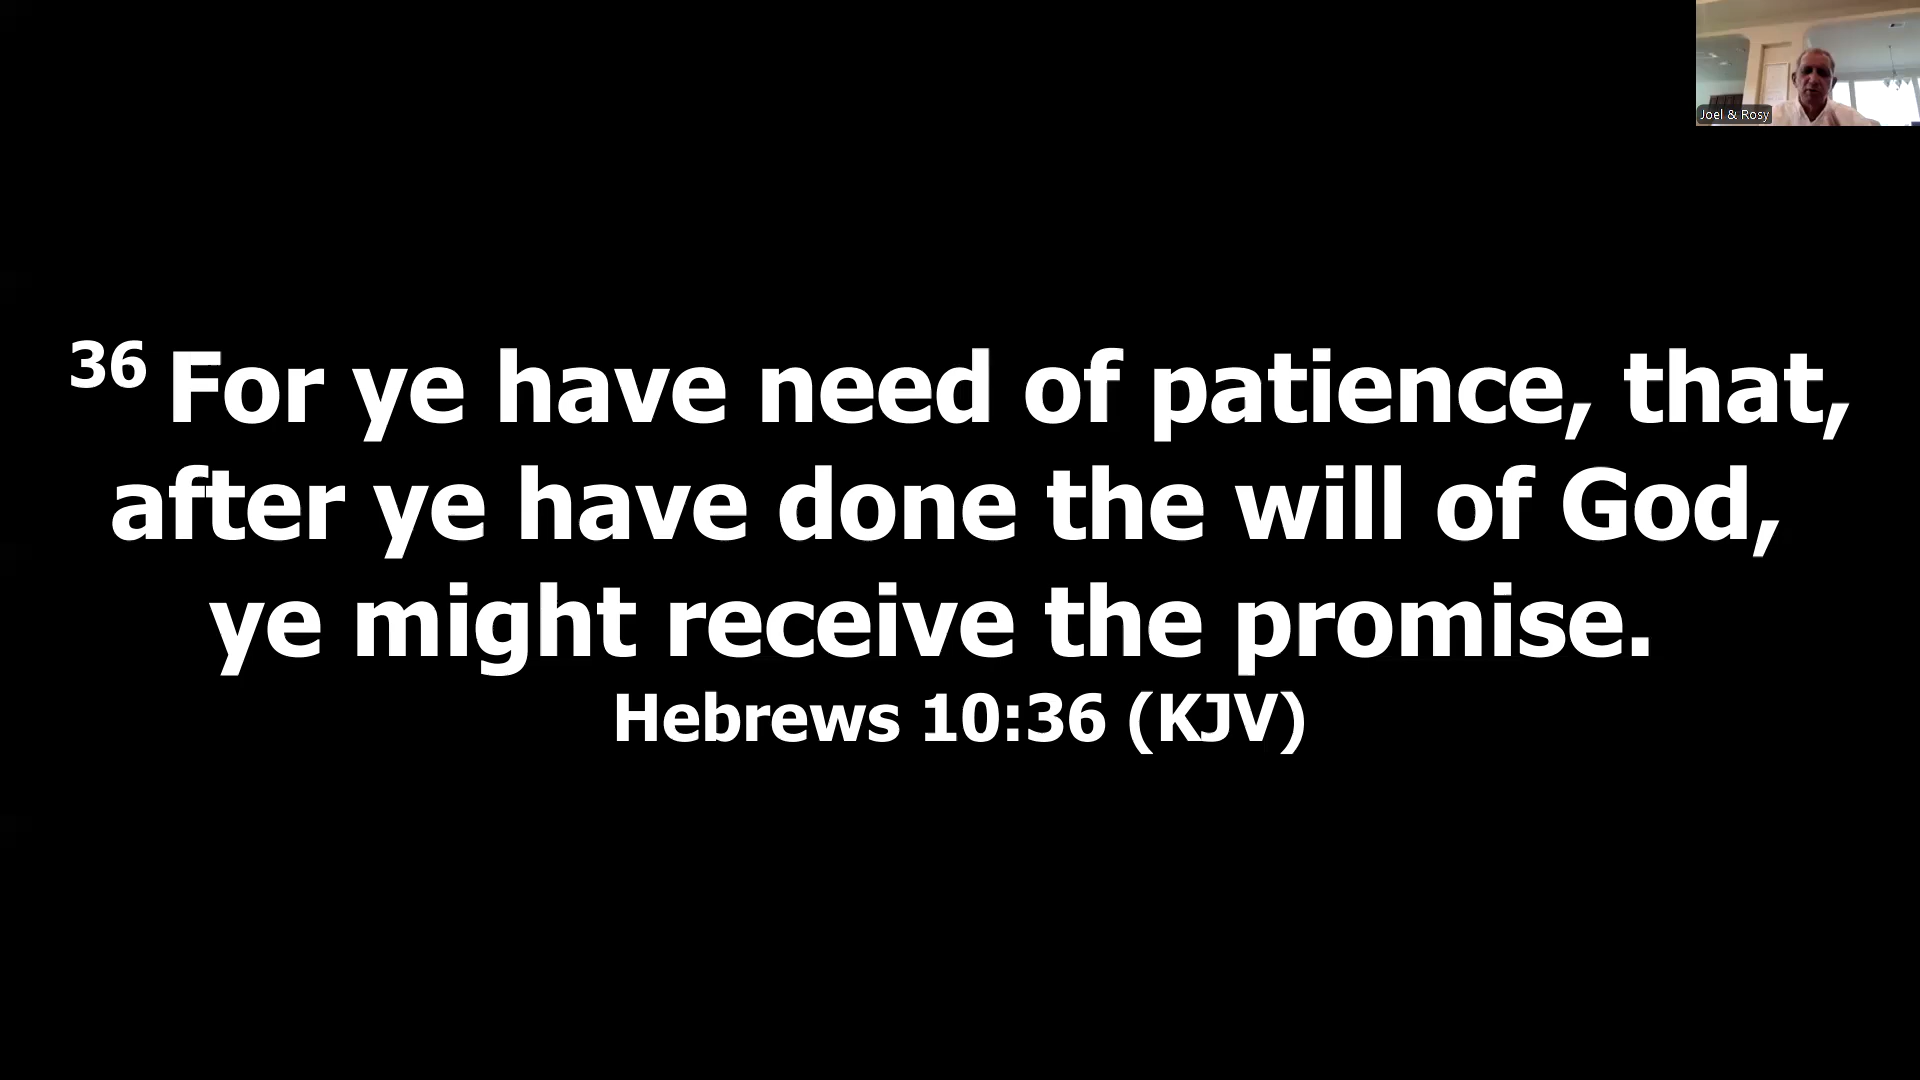 Joel & Rosy
36 For ye have need of patience, that,
after ye have done the will of God,
ye might receive the promise.
Hebrews 10:36 (KJV)